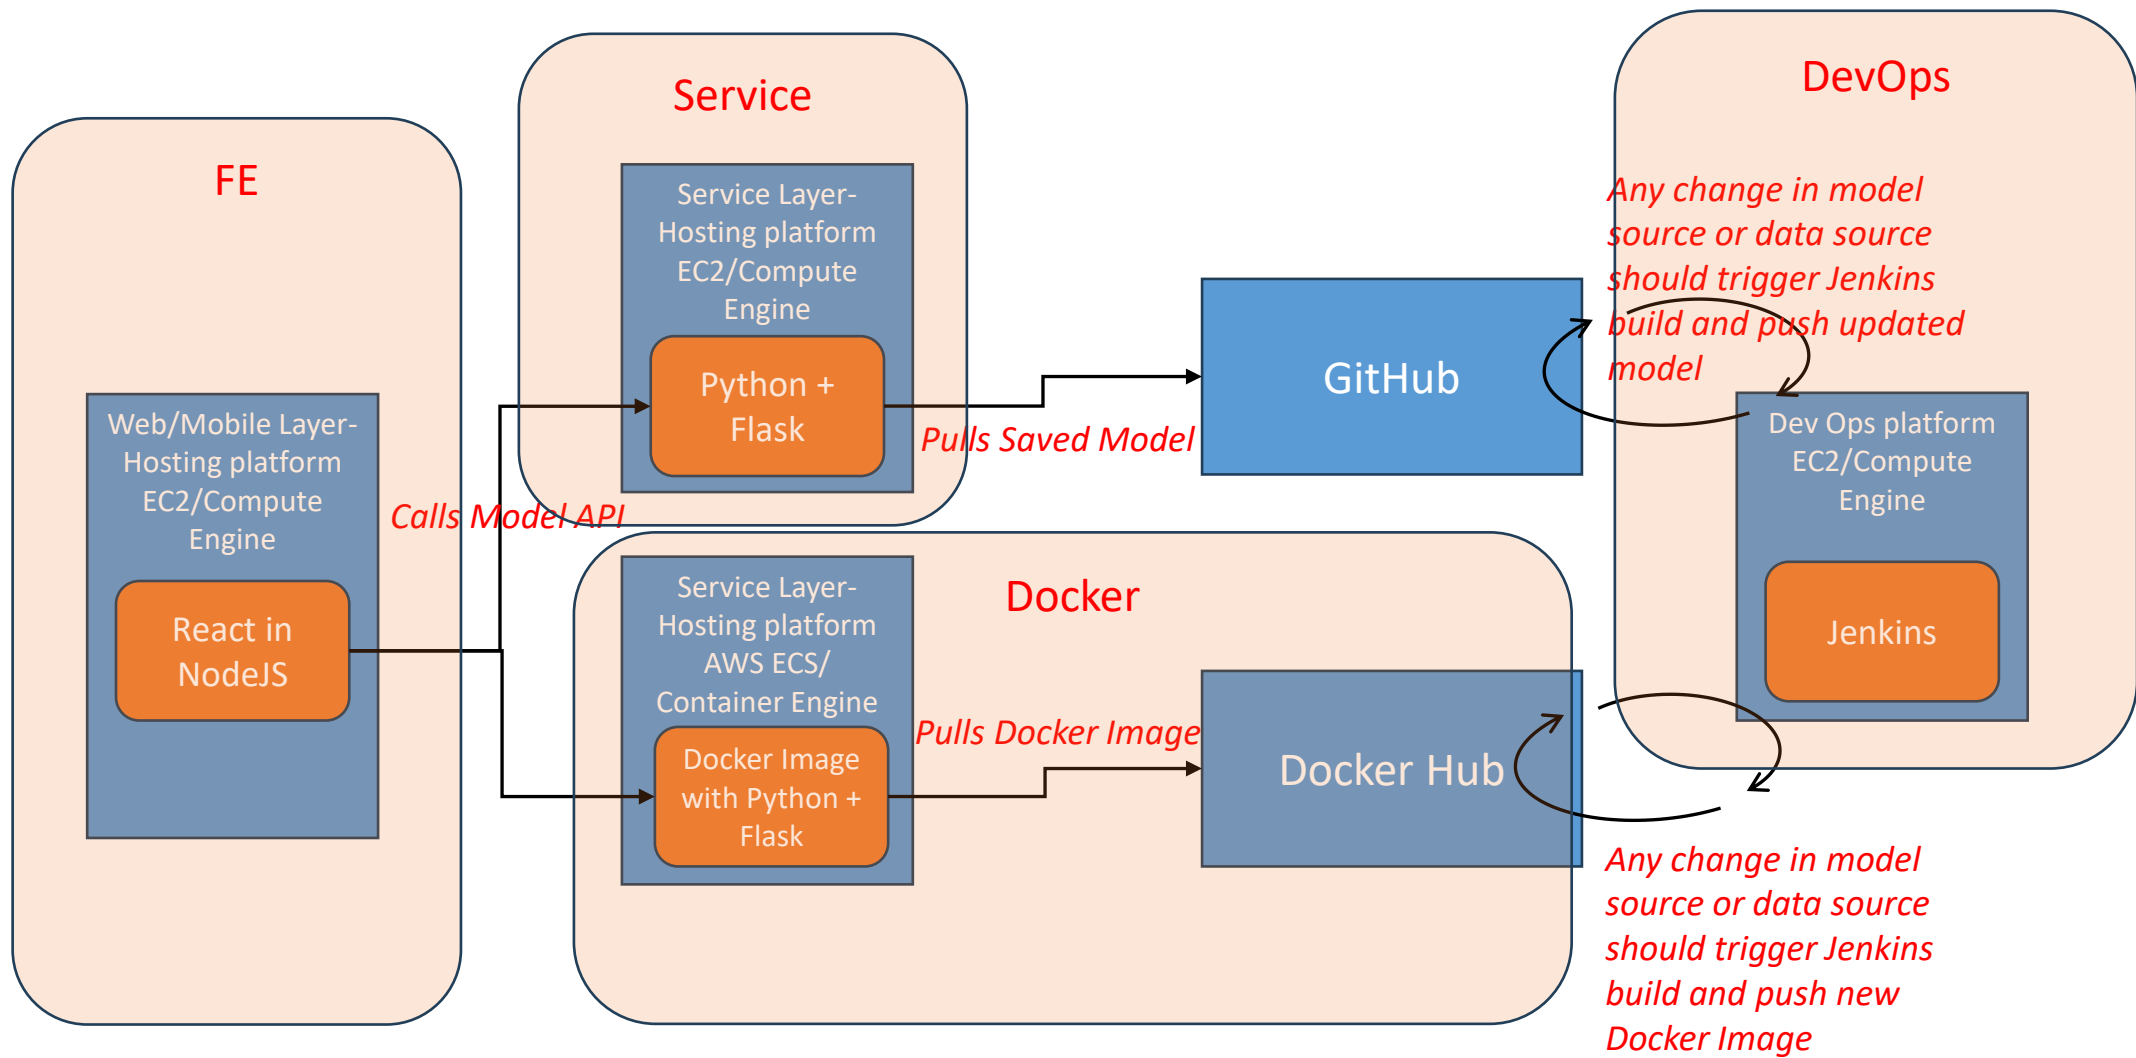 FE
Web/Mobile Layer-
Hosting platform
EC2/Compute
Engine
React in
NodeJS
Calls Model API
Service
Service Layer-
Hosting platform
EC2/Compute
Engine
Python +
Flask
Pulls Saved Model
GitHub
Docker
Service Layer-
Hosting platform
AWS ECS/
Container Engine
Docker Image
with Python +
Flask
Pulls Docker Image
Docker Hub
DevOps
Any change in model
source or data source
should trigger Jenkins
build and push updated
model
Dev Ops platform
EC2/Compute
Engine
Jenkins
Any change in model
source or data source
should trigger Jenkins
build and push new
Docker Image